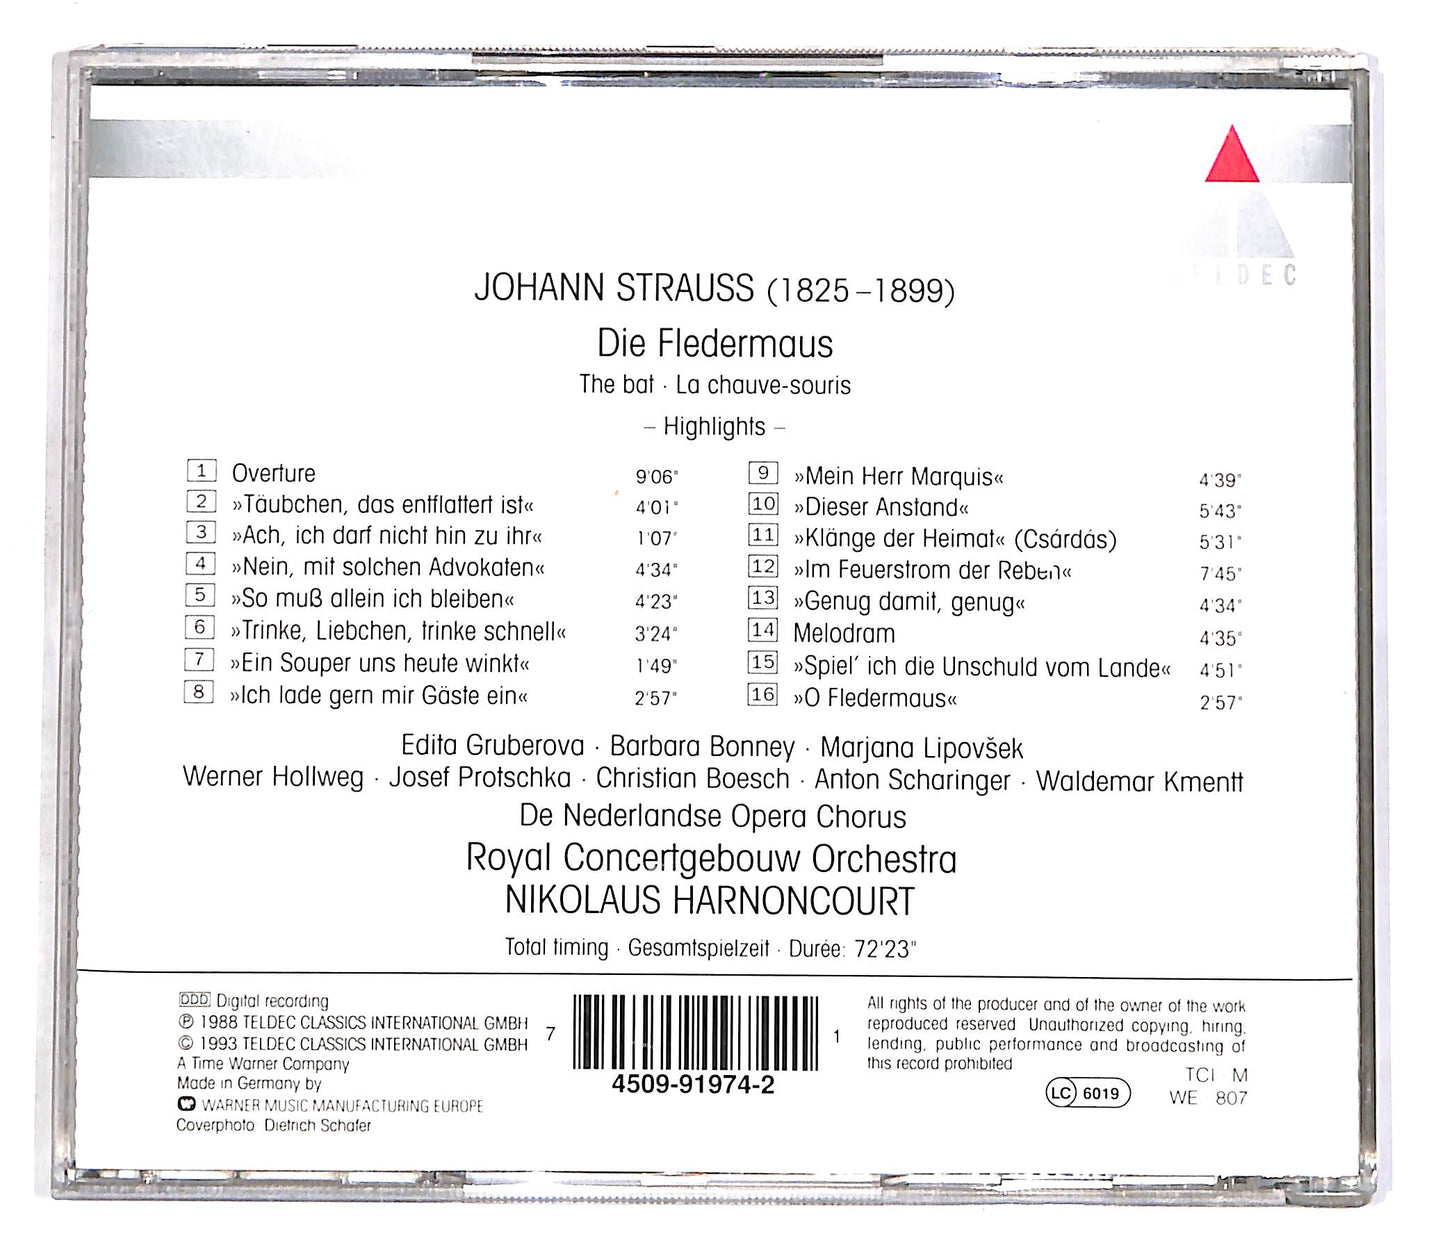 TELDEC
JOHANN STRAUSS (1825–1899)
Die Fledermaus
The bat · La chauve-souris
– Highlights –
1 Overture 9'06"
2 »Täubchen, das entflattert ist« 4'01"
3 »Ach, ich darf nicht hin zu ihr« 1'07"
4 »Nein, mit solchen Advokaten« 4'34"
5 »So muß allein ich bleiben« 4'23"
6 »Trinke, Liebchen, trinke schnell« 3'24"
7 »Ein Souper uns heute winkt« 1'49"
8 »Ich lade gern mir Gäste ein« 2'57"
9 »Mein Herr Marquis« 4'39"
10 »Dieser Anstand« 5'43"
11 »Klänge der Heimat« (Csárdás) 5'31"
12 »Im Feuerstrom der Reben« 7'45"
13 »Genug damit, genug« 4'34"
14 Melodram 4'35"
15 »Spiel' ich die Unschuld vom Lande« 4'51"
16 »O Fledermaus« 2'57"
Edita Gruberova · Barbara Bonney · Marjana Lipovšek
Werner Hollweg · Josef Protschka · Christian Boesch · Anton Scharinger · Waldemar Kmentt
De Nederlandse Opera Chorus
Royal Concertgebouw Orchestra
NIKOLAUS HARNONCOURT
Total timing · Gesamtspielzeit · Durée: 72'23"
DDD Digital recording
℗ 1988 TELDEC CLASSICS INTERNATIONAL GMBH
© 1993 TELDEC CLASSICS INTERNATIONAL GMBH
A Time Warner Company
Made in Germany by
WARNER MUSIC MANUFACTURING EUROPE
Coverphoto Dietrich Schäfer
7 1
4509-91974-2
All rights of the producer and of the owner of the work
reproduced reserved Unauthorized copying, hiring,
lending, public performance and broadcasting of
this record prohibited
LC 6019
TCI M
WE 807